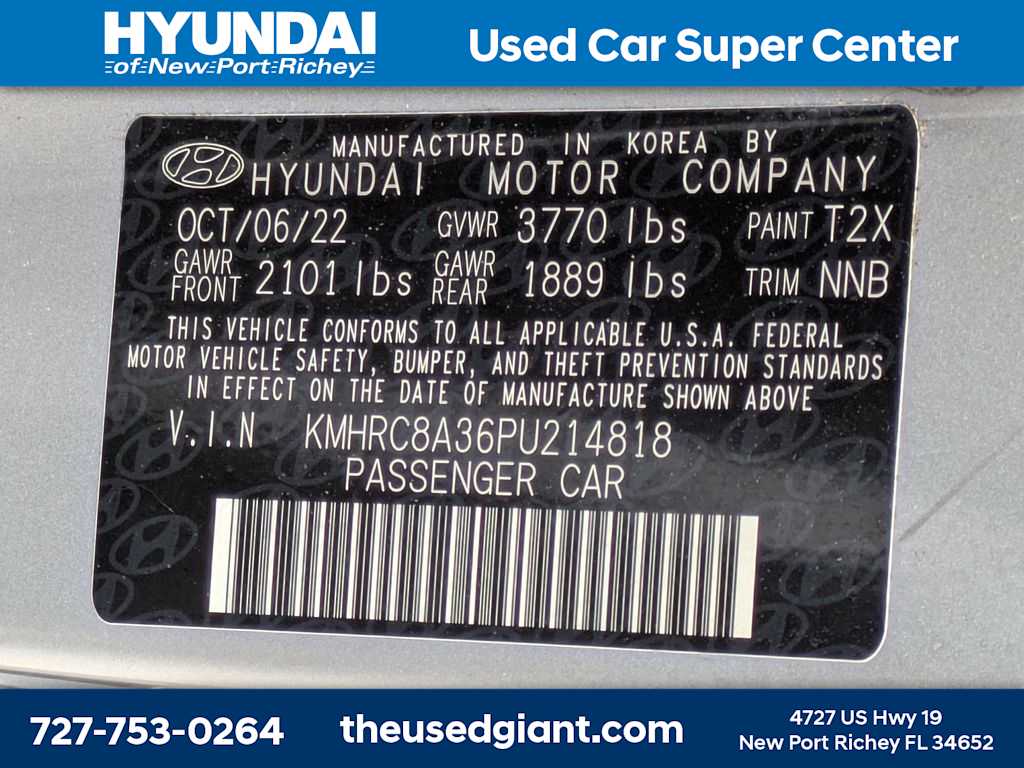 HYUNDAI
of New Port Richey
Used Car Super Center
MANUFACTURED IN KOREA BY
HYUNDAI MOTOR COMPANY
OCT/06/22 GVWR 3770 lbs PAINT T2X
GAWR FRONT 2101 lbs GAWR REAR 1889 lbs TRIM NNB
THIS VEHICLE CONFORMS TO ALL APPLICABLE U.S.A. FEDERAL
MOTOR VEHICLE SAFETY, BUMPER, AND THEFT PREVENTION STANDARDS
IN EFFECT ON THE DATE OF MANUFACTURE SHOWN ABOVE
V.I.N KMHRC8A36PU214818
PASSENGER CAR
727-753-0264
theusedgiant.com
4727 US Hwy 19
New Port Richey FL 34652